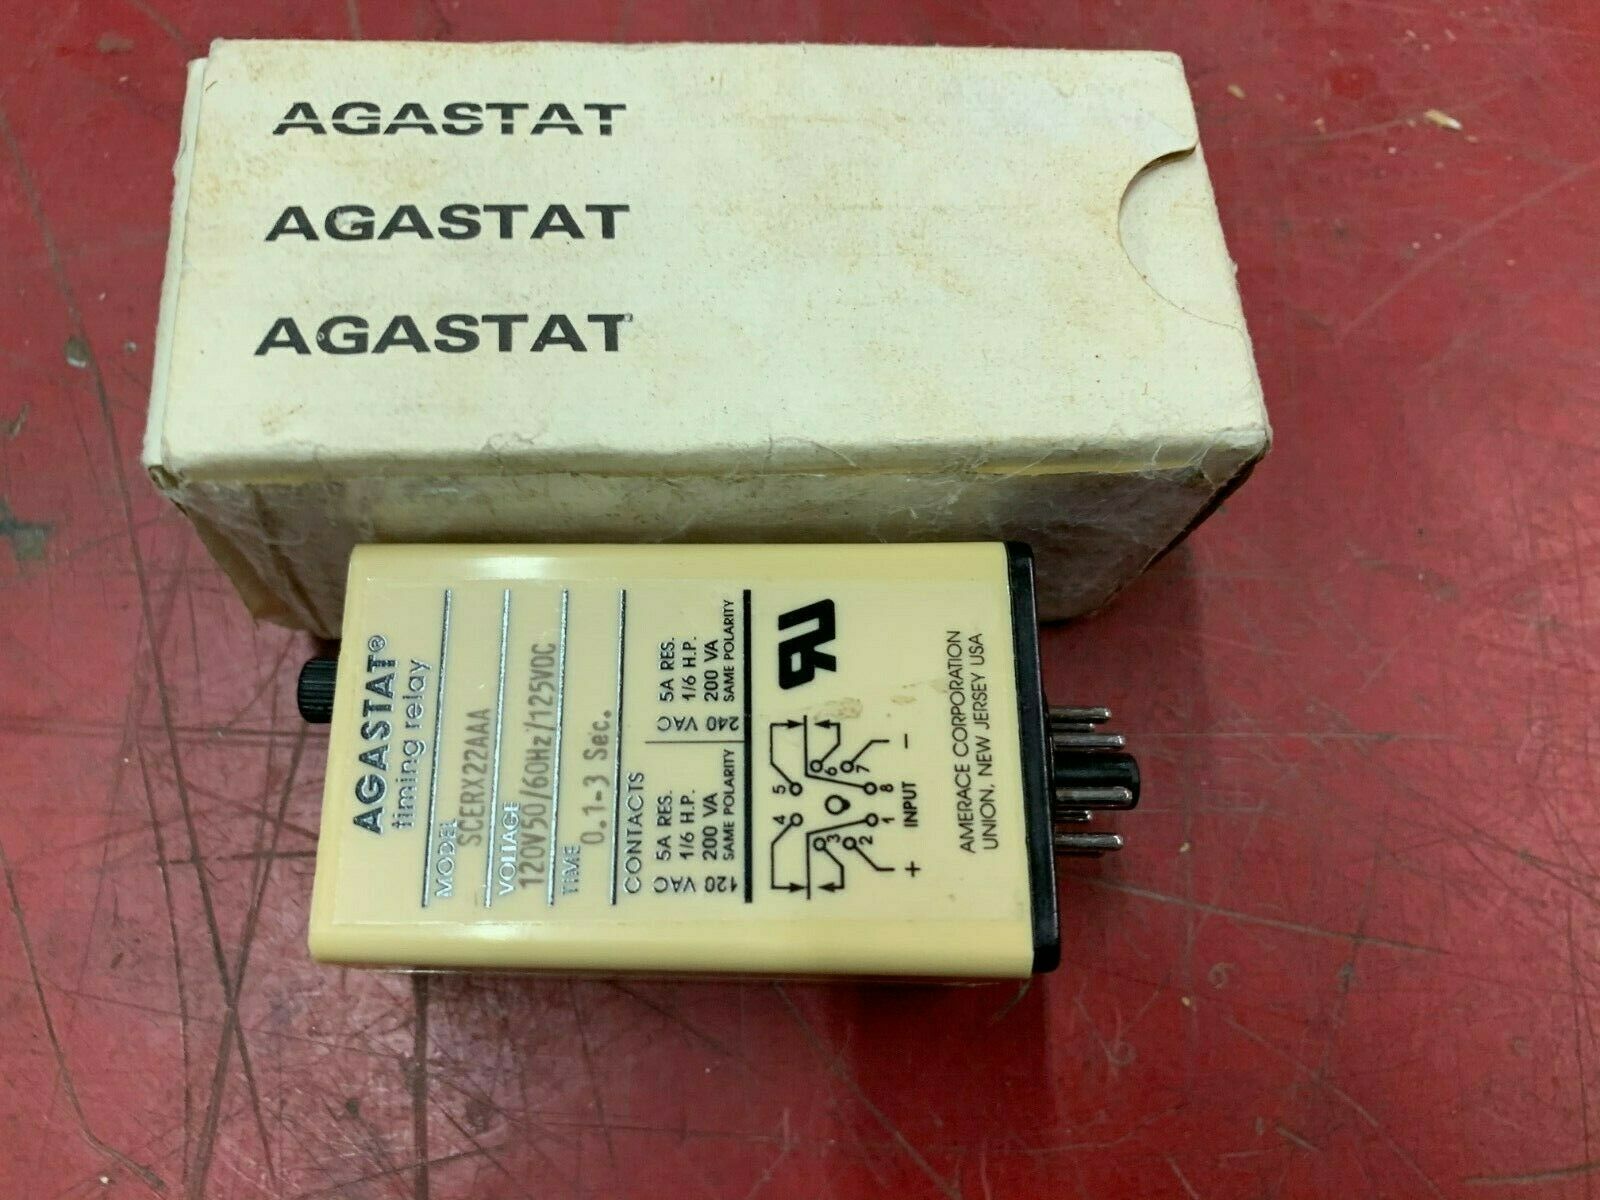 AGASTAT
AGASTAT
AGASTAT
AGASTAT®
timing relay
MODEL
SCERX22AAA
VOLTAGE
120V50/60Hz/125VDC
TIME
0.1-3 Sec.
CONTACTS
120 VAC
5A RES.
1/6 H.P.
200 VA
SAME POLARITY
240 VAC
5A RES.
1/6 H.P.
200 VA
SAME POLARITY
4 5
3 6
2 7
1 8
+ INPUT −
RU
AMERACE CORPORATION
UNION, NEW JERSEY USA